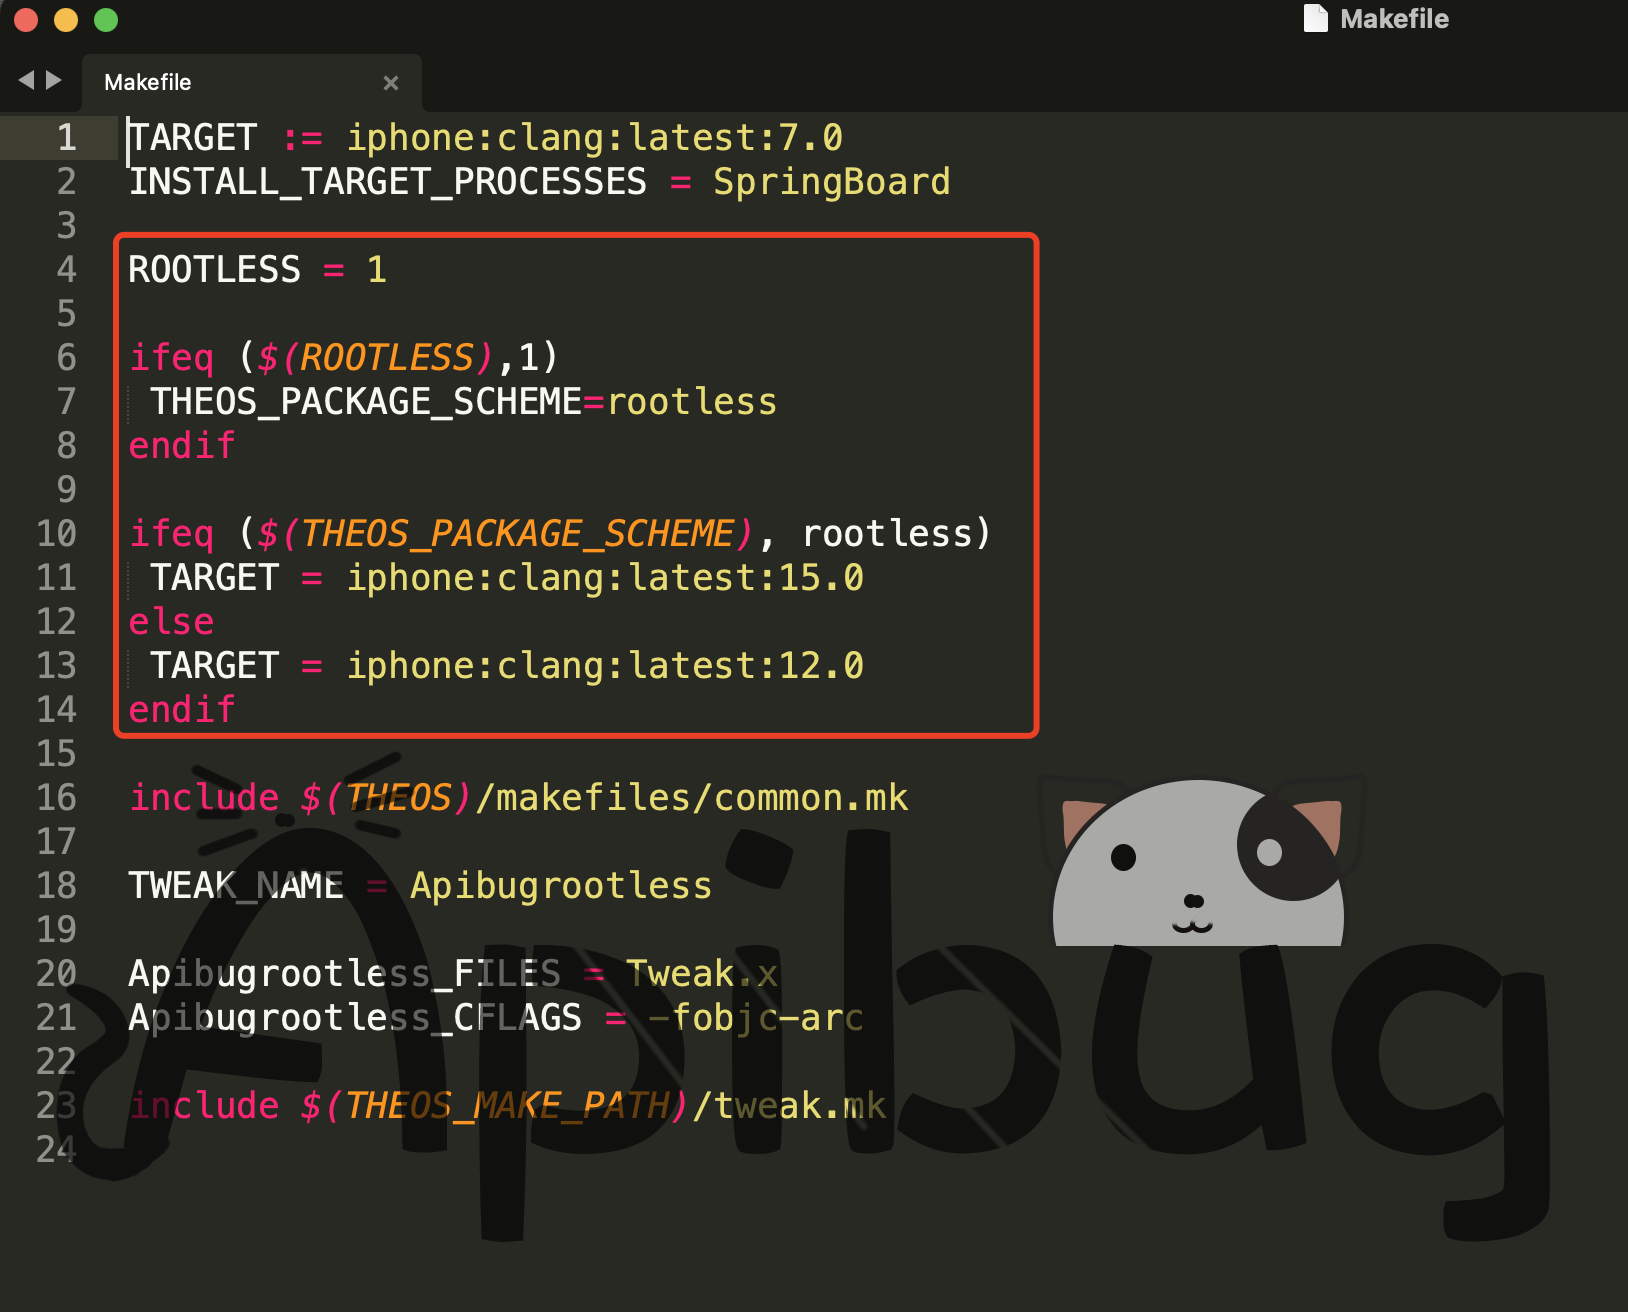 Makefile
Makefile
1 TARGET := iphone:clang:latest:7.0
2 INSTALL_TARGET_PROCESSES = SpringBoard
3
4 ROOTLESS = 1
5
6 ifeq ($(ROOTLESS),1)
7 THEOS_PACKAGE_SCHEME=rootless
8 endif
9
10 ifeq ($(THEOS_PACKAGE_SCHEME), rootless)
11 TARGET = iphone:clang:latest:15.0
12 else
13 TARGET = iphone:clang:latest:12.0
14 endif
15
16 include $(THEOS)/makefiles/common.mk
17
18 TWEAK_NAME = Apibugrootless
19
20 Apibugrootless_FILES = Tweak.x
21 Apibugrootless_CFLAGS = -fobjc-arc
22
23 include $(THEOS_MAKE_PATH)/tweak.mk
24
Apibug